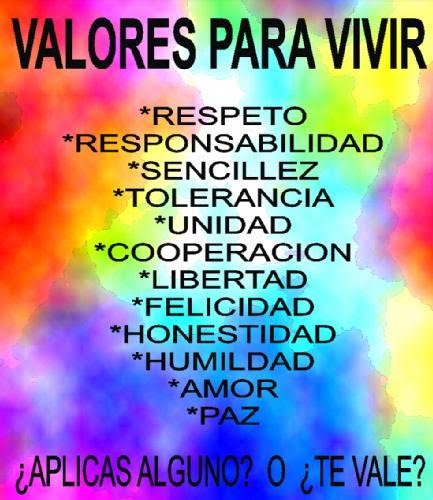 VALORES PARA VIVIR
*RESPETO
*RESPONSABILIDAD
*SENCILLEZ
*TOLERANCIA
*UNIDAD
*COOPERACION
*LIBERTAD
*FELICIDAD
*HONESTIDAD
*HUMILDAD
*AMOR
*PAZ
¿APLICAS ALGUNO? O ¿TE VALE?